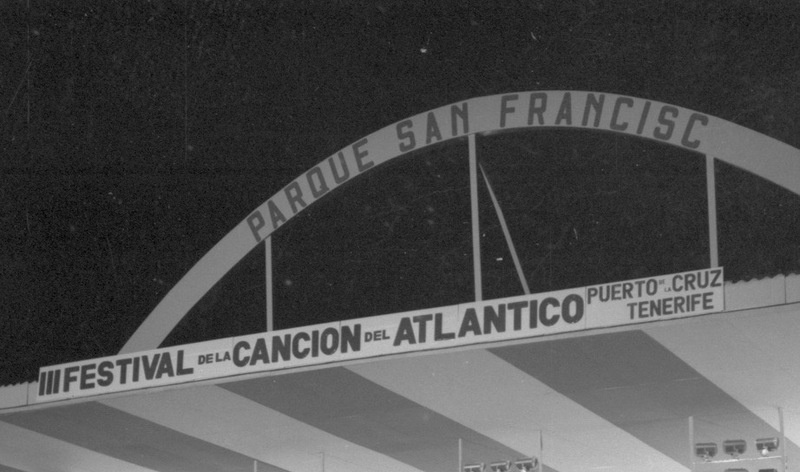 PARQUE SAN FRANCISC
III FESTIVAL DE LA CANCION DEL ATLANTICO PUERTO DE LA CRUZ
TENERIFE